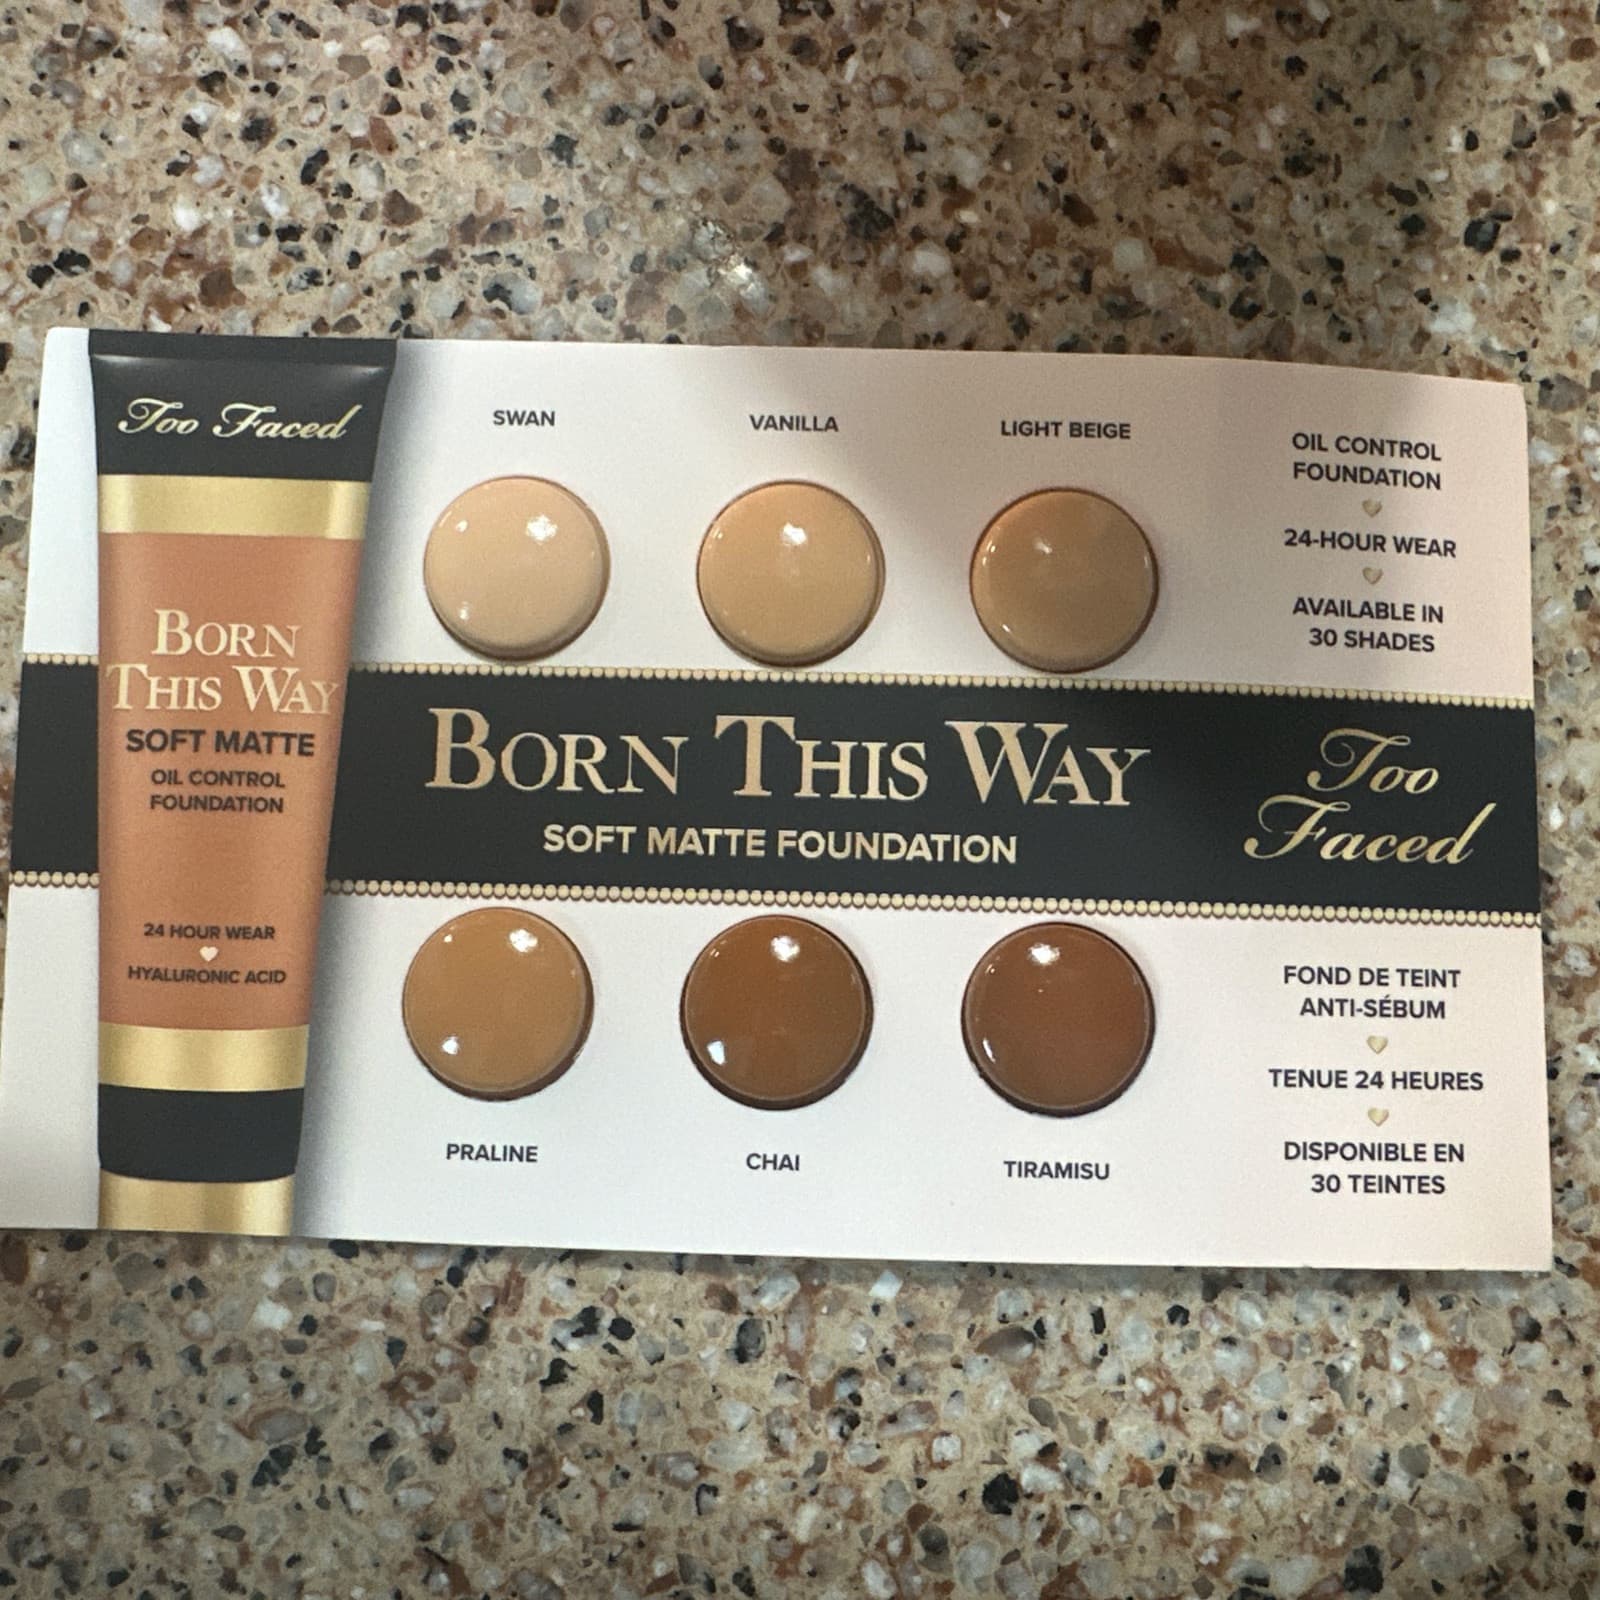 Too Faced
BORN
THIS WAY
SOFT MATTE
OIL CONTROL
FOUNDATION
24 HOUR WEAR
HYALURONIC ACID
SWAN
VANILLA
LIGHT BEIGE
OIL CONTROL
FOUNDATION
24-HOUR WEAR
AVAILABLE IN
30 SHADES
BORN THIS WAY
SOFT MATTE FOUNDATION
Too
Faced
PRALINE
CHAI
TIRAMISU
FOND DE TEINT
ANTI-SÉBUM
TENUE 24 HEURES
DISPONIBLE EN
30 TEINTES